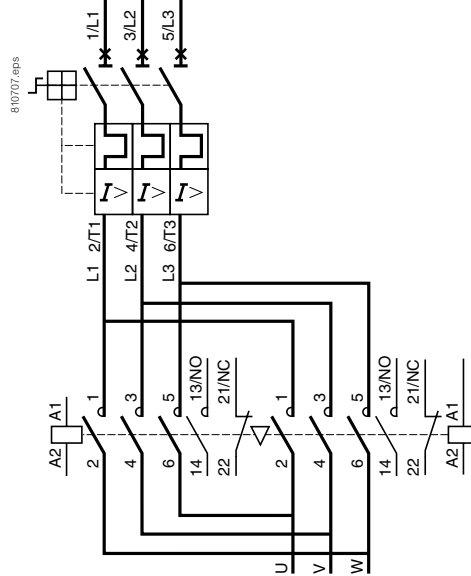 810707.eps
1/L1
3/L2
5/L3
I>
I>
I>
2/T1
4/T2
6/T3
L1
L2
L3
A1
1
3
5
13/NO
21/NC
1
3
5
13/NO
21/NC
A1
A2
2
4
6
14
22
2
4
6
14
22
A2
U
V
W